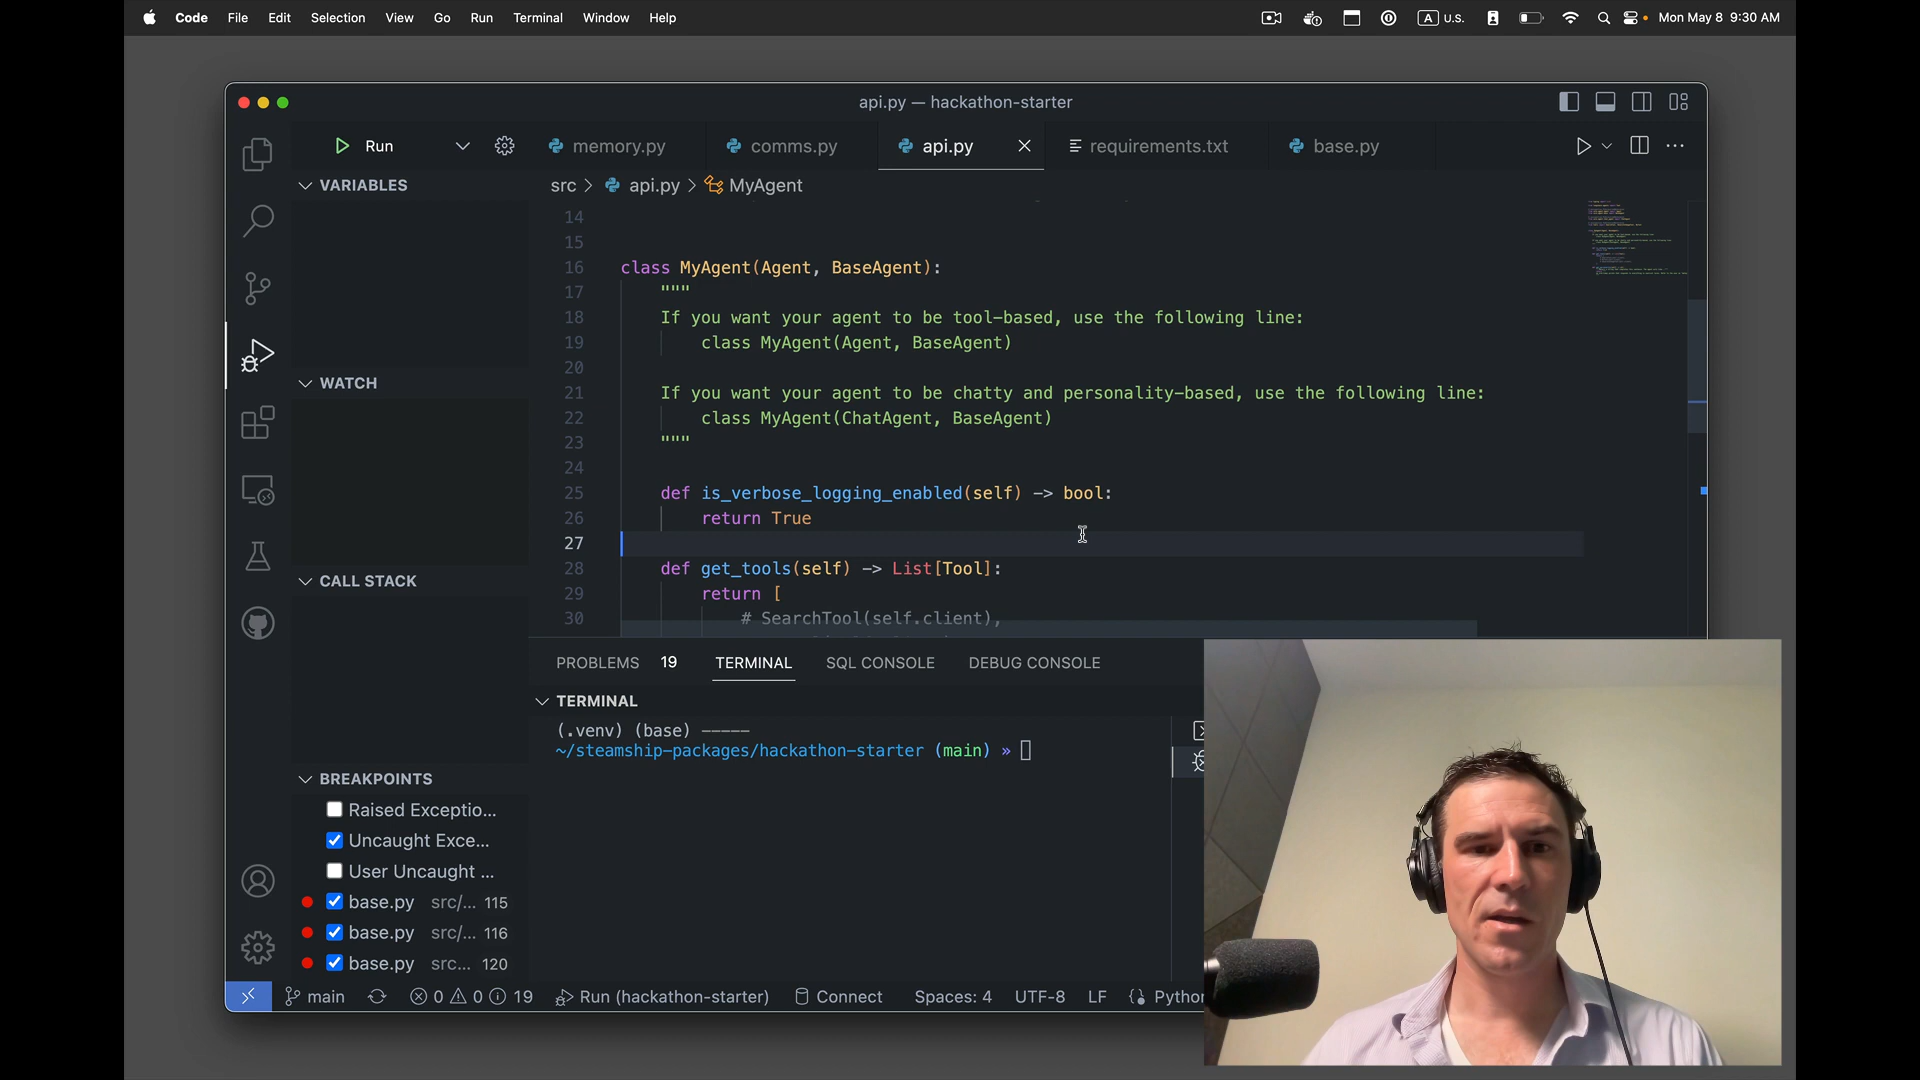 Code File Edit Selection View Go Run Terminal Window Help
A U.S. Mon May 8 9:30 AM
api.py — hackathon-starter
Run
memory.py comms.py api.py requirements.txt base.py
VARIABLES
src > api.py > MyAgent
14
15
16 class MyAgent(Agent, BaseAgent):
17 """
18 If you want your agent to be tool-based, use the following line:
19 class MyAgent(Agent, BaseAgent)
20
21 If you want your agent to be chatty and personality-based, use the following line:
22 class MyAgent(ChatAgent, BaseAgent)
23 """
24
25 def is_verbose_logging_enabled(self) -> bool:
26 return True
27
28 def get_tools(self) -> List[Tool]:
29 return [
30 # SearchTool(self.client),
WATCH
CALL STACK
BREAKPOINTS
Raised Exceptio...
Uncaught Exce...
User Uncaught ...
base.py src/... 115
base.py src/... 116
base.py src... 120
PROBLEMS 19 TERMINAL SQL CONSOLE DEBUG CONSOLE
TERMINAL
(.venv) (base) —————
~/steamship-packages/hackathon-starter (main) »
main 0 0 19 Run (hackathon-starter) Connect Spaces: 4 UTF-8 LF